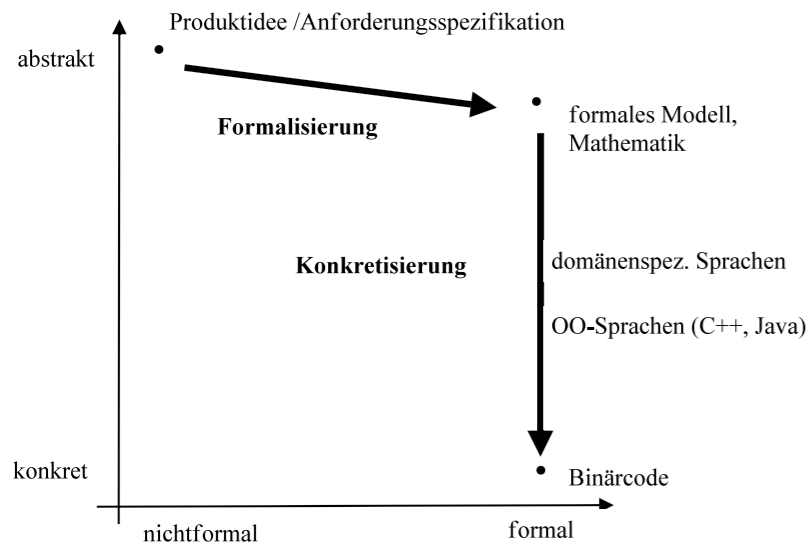 Produktidee /Anforderungsspezifikation
abstrakt
Formalisierung
formales Modell,
Mathematik
Konkretisierung
domänenspez. Sprachen
OO-Sprachen (C++, Java)
konkret
Binärcode
nichtformal
formal